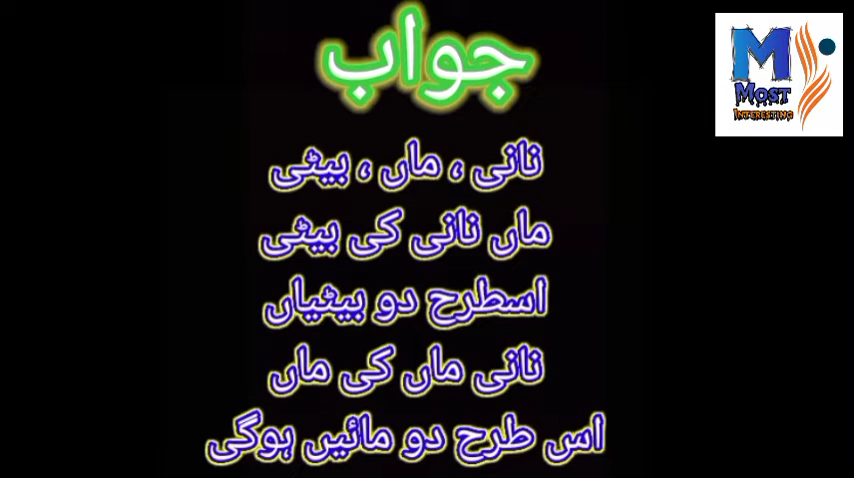 جواب
نانی ، ماں ، بیٹی
ماں نانی کی بیٹی
اسطرح دو بیٹیاں
نانی ماں کی ماں
اس طرح دو مائیں ہوگی
M
Most
Interesting